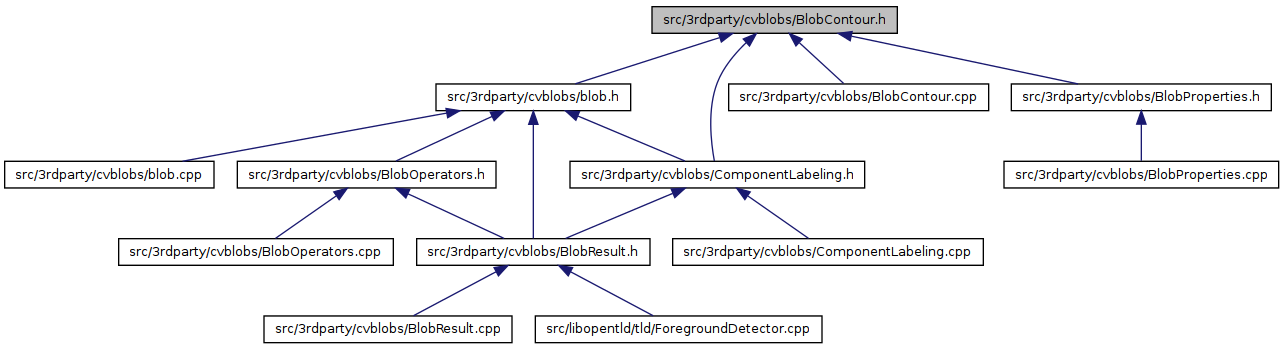 src/3rdparty/cvblobs/BlobContour.h
src/3rdparty/cvblobs/blob.h
src/3rdparty/cvblobs/BlobContour.cpp
src/3rdparty/cvblobs/BlobProperties.h
src/3rdparty/cvblobs/blob.cpp
src/3rdparty/cvblobs/BlobOperators.h
src/3rdparty/cvblobs/ComponentLabeling.h
src/3rdparty/cvblobs/BlobProperties.cpp
src/3rdparty/cvblobs/BlobOperators.cpp
src/3rdparty/cvblobs/BlobResult.h
src/3rdparty/cvblobs/ComponentLabeling.cpp
src/3rdparty/cvblobs/BlobResult.cpp
src/libopentld/tld/ForegroundDetector.cpp